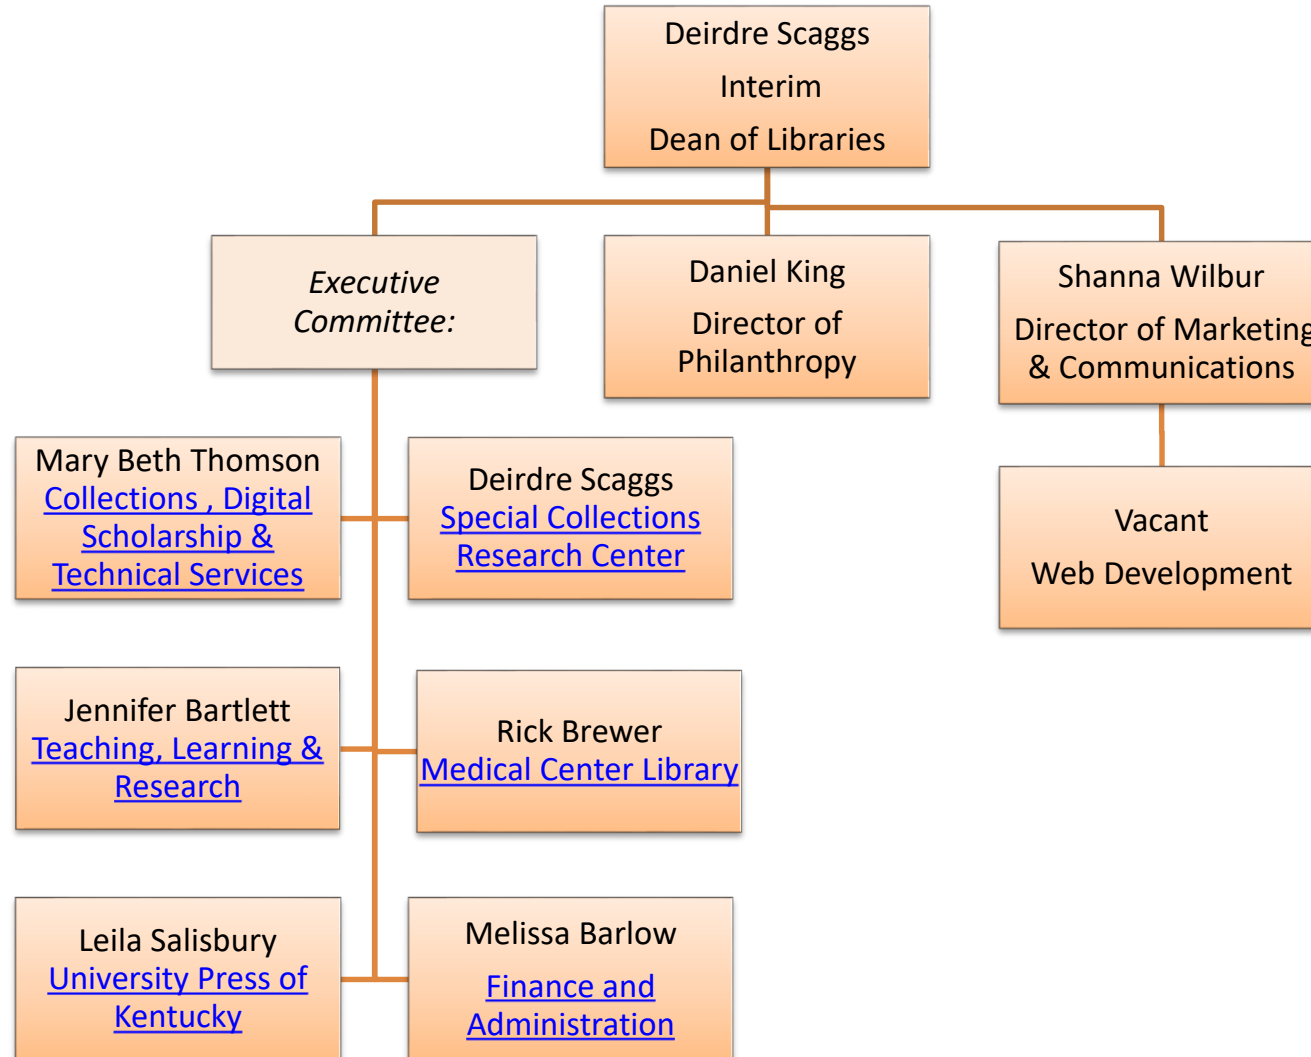 Deirdre Scaggs
Interim
Dean of Libraries
Executive
Committee:
Daniel King
Director of
Philanthropy
Shanna Wilbur
Director of Marketing
& Communications
Mary Beth Thomson
Collections , Digital
Scholarship &
Technical Services
Deirdre Scaggs
Special Collections
Research Center
Vacant
Web Development
Jennifer Bartlett
Teaching, Learning &
Research
Rick Brewer
Medical Center Library
Leila Salisbury
University Press of
Kentucky
Melissa Barlow
Finance and
Administration